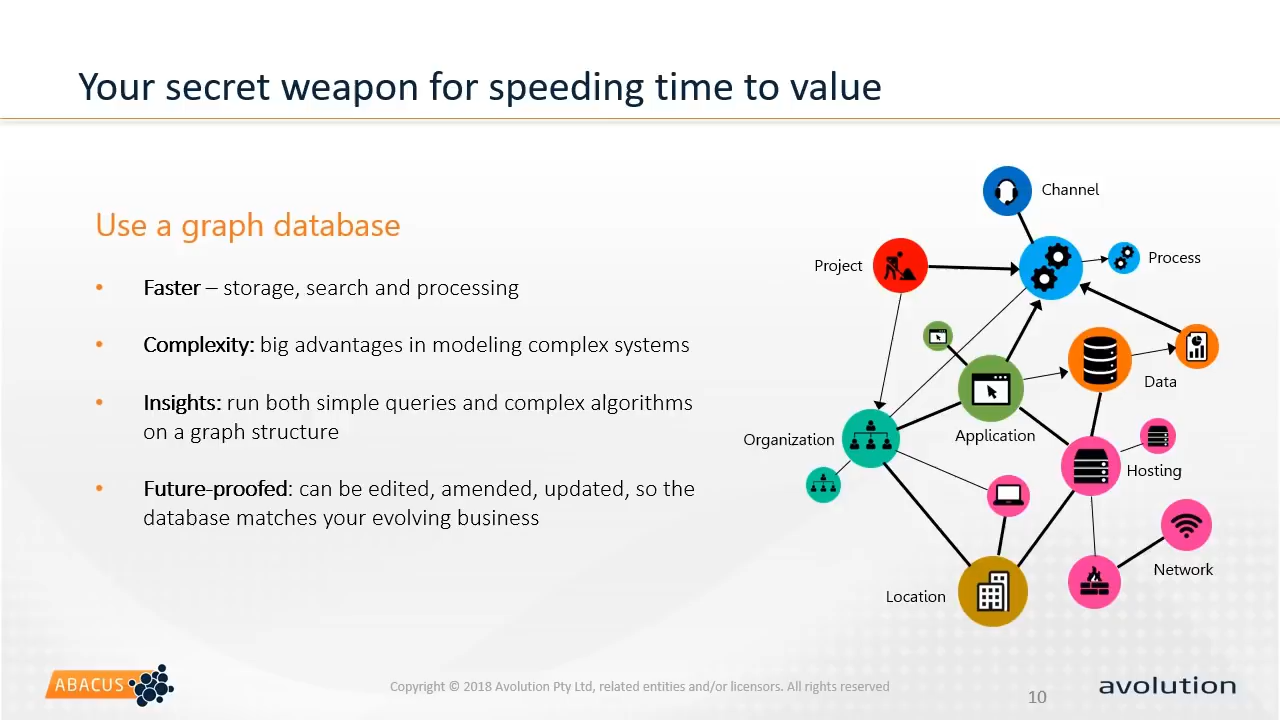 Your secret weapon for speeding time to value
Use a graph database
• Faster – storage, search and processing
• Complexity: big advantages in modeling complex systems
• Insights: run both simple queries and complex algorithms
on a graph structure
• Future-proofed: can be edited, amended, updated, so the
database matches your evolving business
Channel
Project
Process
Data
Application
Organization
Hosting
Network
Location
ABACUS
Copyright © 2018 Avolution Pty Ltd, related entities and/or licensors. All rights reserved
10
avolution